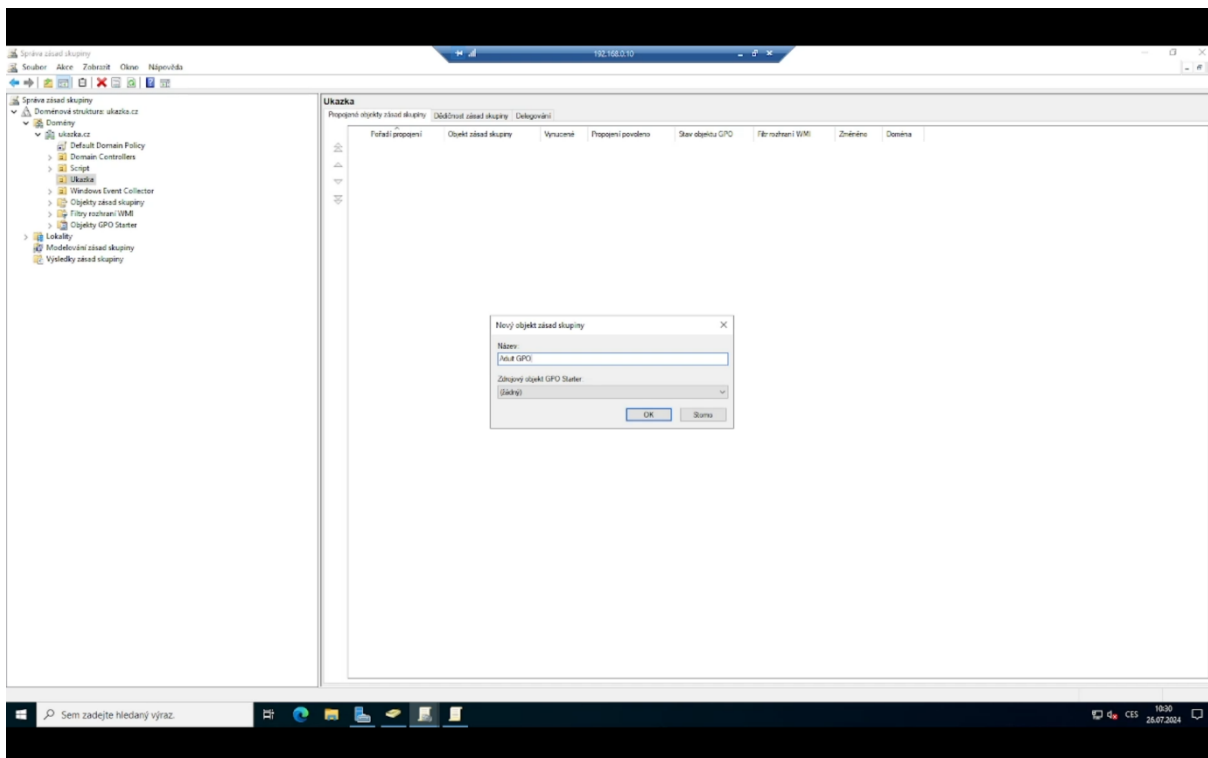 Správa zásad skupiny
192.168.0.10
Soubor Akce Zobrazit Okno Nápověda
Správa zásad skupiny
Doménová struktura: ukazka.cz
Domény
ukazka.cz
Default Domain Policy
Domain Controllers
Script
Ukazka
Windows Event Collector
Objekty zásad skupiny
Filtry rozhraní WMI
Objekty GPO Starter
Lokality
Modelování zásad skupiny
Výsledky zásad skupiny
Ukazka
Propojené objekty zásad skupiny Dědičnost zásad skupiny Delegování
Pořadí propojení Objekt zásad skupiny Vynucené Propojení povoleno Stav objektu GPO Filtr rozhraní WMI Změněno Doména
Nový objekt zásad skupiny
Název:
GPO
Zdrojový objekt GPO Starter:
(žádný)
OK Storno
Sem zadejte hledaný výraz.
CES
10:30
26.07.2024